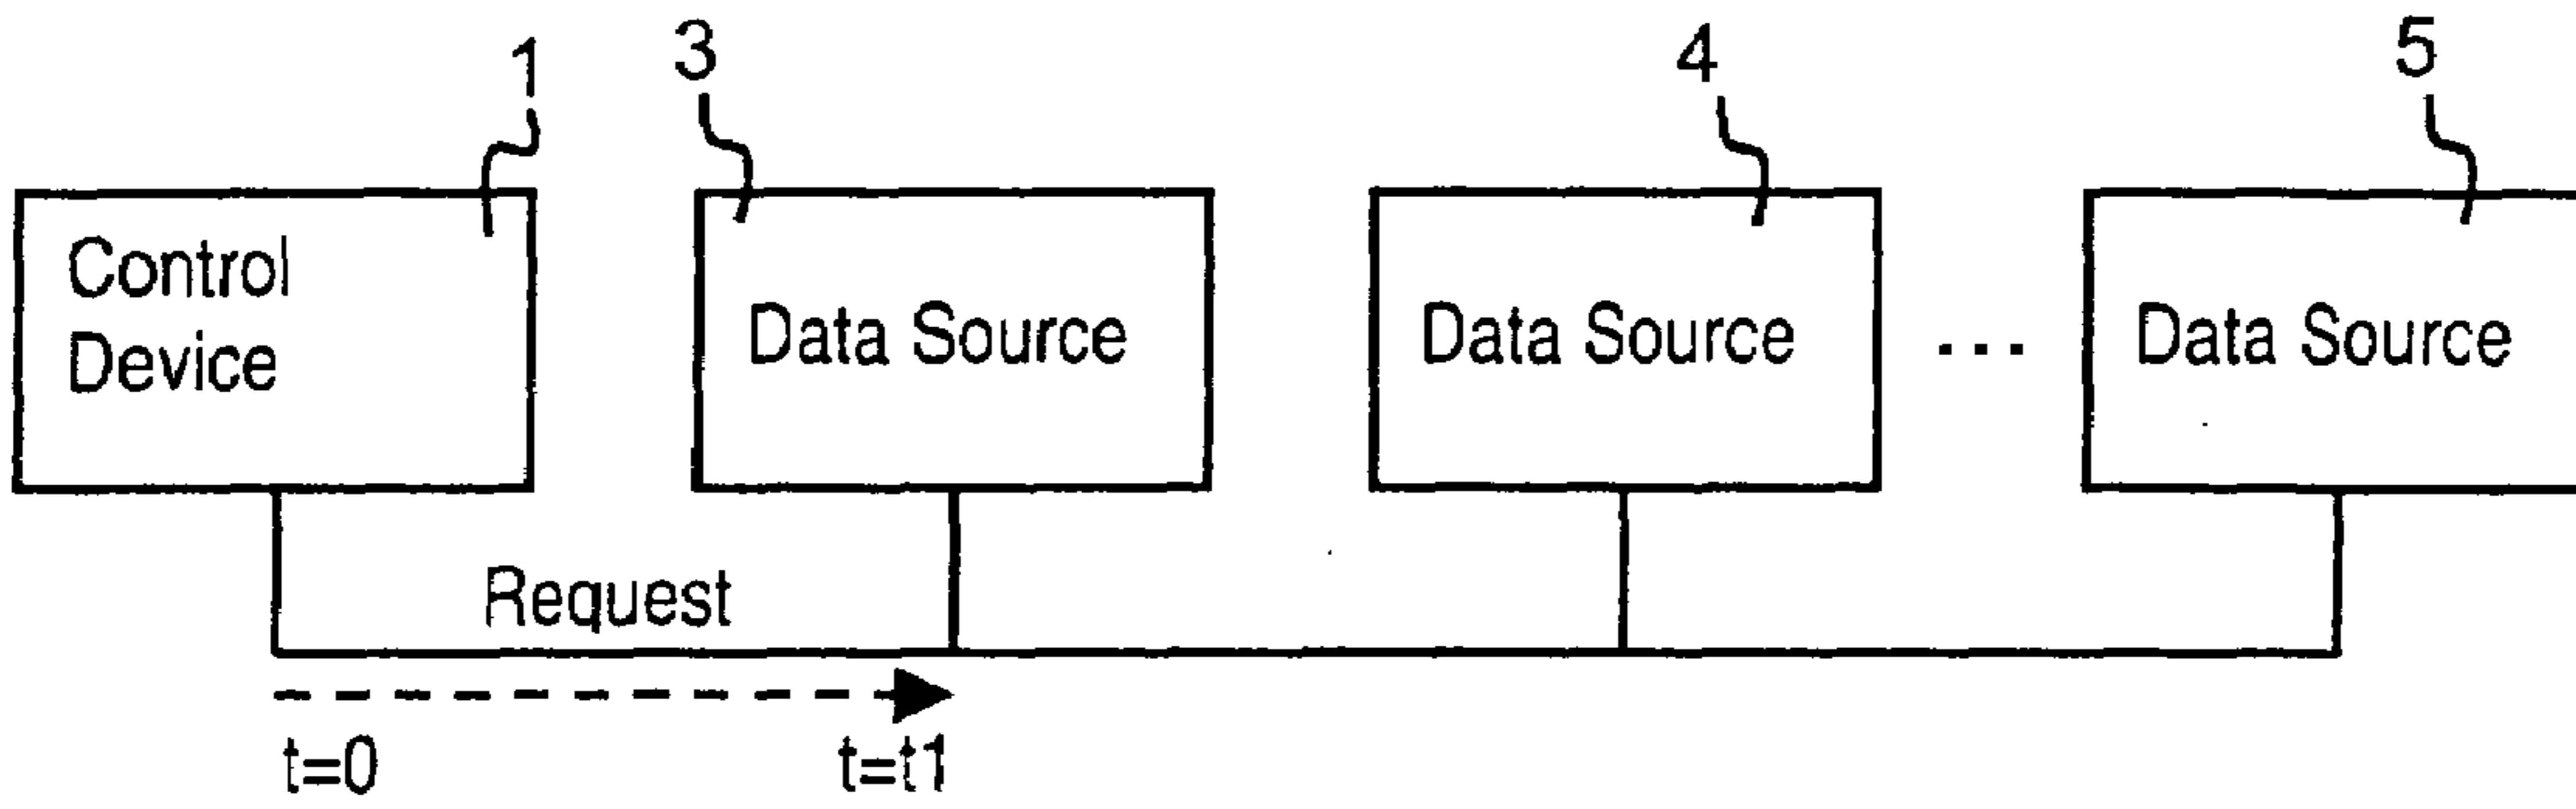 1
3
4
5
Control
Device
Data Source
Data Source
...
Data Source
Request
t=0
t=t1